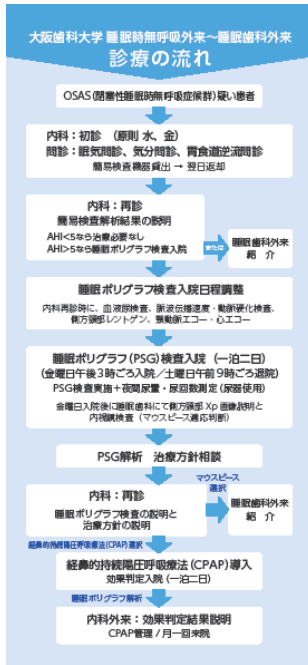 大阪歯科大学 睡眠時無呼吸外来～睡眠歯科外来
診療の流れ
OSAS(閉塞性睡眠時無呼吸症候群)疑い患者
内科：初診 （原則 水、金）
問診：眠気問診、気分問診、胃食道逆流問診
簡易検査機器貸出 → 翌日返却
内科：再診
簡易検査解析結果の説明
AHI<5なら治療必要なし
AHI>5なら睡眠ポリグラフ検査入院
または
睡眠歯科外来
紹 介
睡眠ポリグラフ検査入院日程調整
内科再診時に、血液尿検査、脈波伝播速度・動脈硬化検査、
側方頭部レントゲン、頸動脈エコー・心エコー
睡眠ポリグラフ(PSG)検査入院 （一泊二日）
(金曜日午後3時ごろ入院／土曜日午前9時ごろ退院)
PSG検査実施＋夜間尿量・尿回数測定(尿器使用)
金曜日入院後に睡眠歯科にて側方頭部Xp画像説明と
内視鏡検査（マウスピース適応判断）
PSG解析 治療方針相談
マウスピース
選択
内科：再診
睡眠ポリグラフ検査の説明と
治療方針の説明
睡眠歯科外来
紹 介
経鼻的持続陽圧呼吸療法(CPAP)選択
経鼻的持続陽圧呼吸療法(CPAP)導入
効果判定入院(一泊二日)
睡眠ポリグラフ解析
内科外来：効果判定結果説明
CPAP管理 / 月一回来院